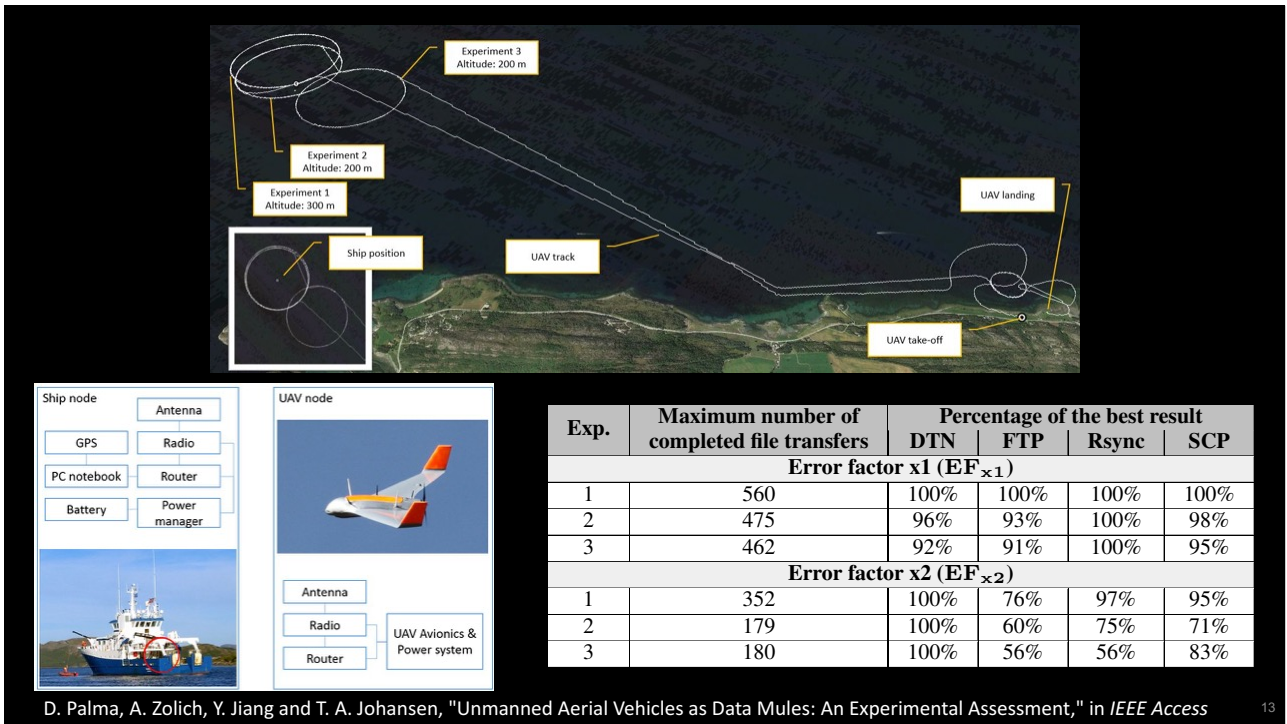 Experiment 3
Altitude: 200 m
Experiment 2
Altitude: 200 m
Experiment 1
Altitude: 300 m
UAV landing
Ship position
UAV track
UAV take-off
Ship node
Antenna
GPS
Radio
PC notebook
Router
Battery
Power
manager
UAV node
Antenna
Radio
Router
UAV Avionics &
Power system
Exp. Maximum number of completed file transfers Percentage of the best result
DTN FTP Rsync SCP
Error factor x1 (EFx1)
1 560 100% 100% 100% 100%
2 475 96% 93% 100% 98%
3 462 92% 91% 100% 95%
Error factor x2 (EFx2)
1 352 100% 76% 97% 95%
2 179 100% 60% 75% 71%
3 180 100% 56% 56% 83%
D. Palma, A. Zolich, Y. Jiang and T. A. Johansen, "Unmanned Aerial Vehicles as Data Mules: An Experimental Assessment," in IEEE Access
13